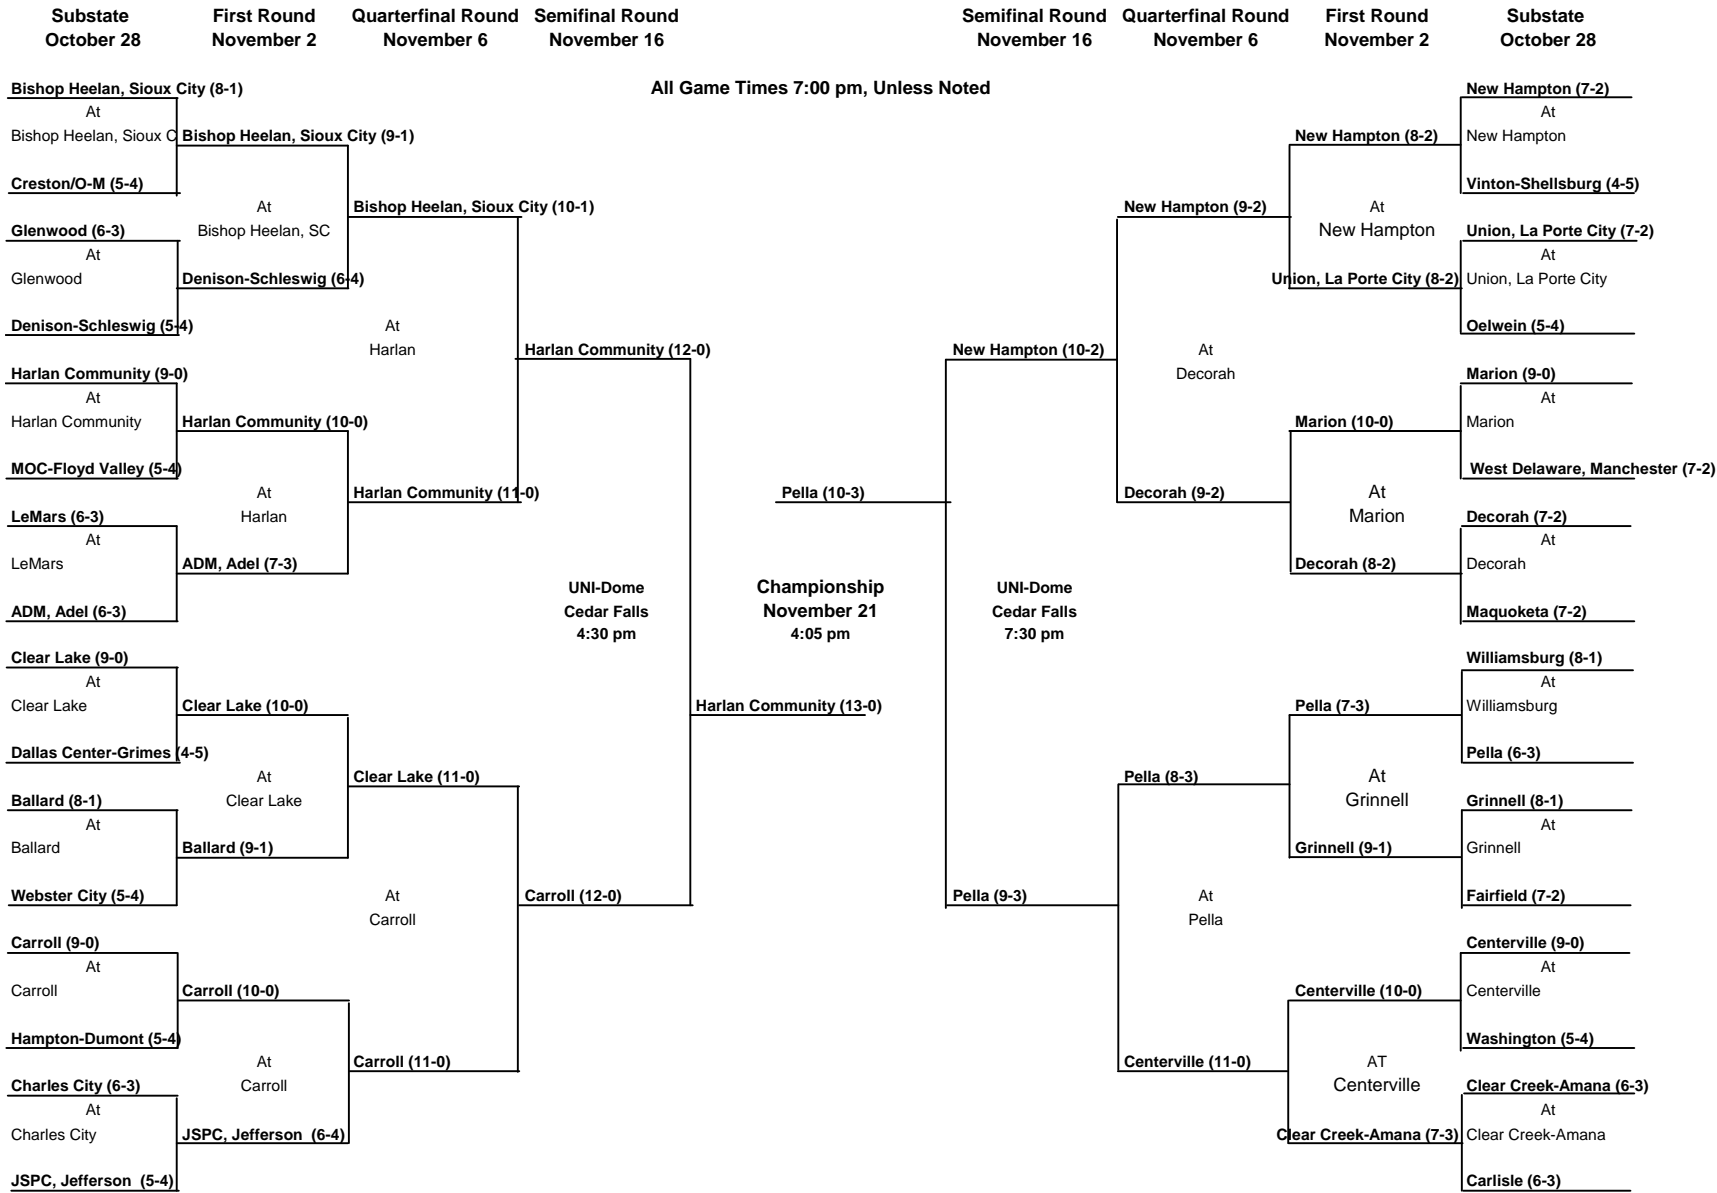 Substate
October 28
First Round
November 2
Quarterfinal Round
November 6
Semifinal Round
November 16
Semifinal Round
November 16
Quarterfinal Round
November 6
First Round
November 2
Substate
October 28
All Game Times 7:00 pm, Unless Noted
Bishop Heelan, Sioux City (8-1)
At
Bishop Heelan, Sioux C
Creston/O-M (5-4)
Glenwood (6-3)
At
Glenwood
Denison-Schleswig (5-4)
Harlan Community (9-0)
At
Harlan Community
MOC-Floyd Valley (5-4)
LeMars (6-3)
At
LeMars
ADM, Adel (6-3)
Clear Lake (9-0)
At
Clear Lake
Dallas Center-Grimes (4-5)
Ballard (8-1)
At
Ballard
Webster City (5-4)
Carroll (9-0)
At
Carroll
Hampton-Dumont (5-4)
Charles City (6-3)
At
Charles City
JSPC, Jefferson (5-4)
Bishop Heelan, Sioux City (9-1)
At
Bishop Heelan, SC
Denison-Schleswig (6-4)
Harlan Community (10-0)
At
Harlan
ADM, Adel (7-3)
Clear Lake (10-0)
At
Clear Lake
Ballard (9-1)
Carroll (10-0)
At
Carroll
JSPC, Jefferson (6-4)
Bishop Heelan, Sioux City (10-1)
At
Harlan
Harlan Community (11-0)
Clear Lake (11-0)
At
Carroll
Carroll (11-0)
Harlan Community (12-0)
UNI-Dome
Cedar Falls
4:30 pm
Carroll (12-0)
Harlan Community (13-0)
Pella (10-3)
Championship
November 21
4:05 pm
New Hampton (10-2)
UNI-Dome
Cedar Falls
7:30 pm
Pella (9-3)
New Hampton (9-2)
At
Decorah
Decorah (9-2)
Pella (8-3)
At
Pella
Centerville (11-0)
New Hampton (8-2)
At
New Hampton
Union, La Porte City (8-2)
Marion (10-0)
At
Marion
Decorah (8-2)
Pella (7-3)
At
Grinnell
Grinnell (9-1)
Centerville (10-0)
AT
Centerville
Clear Creek-Amana (7-3)
New Hampton (7-2)
At
New Hampton
Vinton-Shellsburg (4-5)
Union, La Porte City (7-2)
At
Union, La Porte City
Oelwein (5-4)
Marion (9-0)
At
Marion
West Delaware, Manchester (7-2)
Decorah (7-2)
At
Decorah
Maquoketa (7-2)
Williamsburg (8-1)
At
Williamsburg
Pella (6-3)
Grinnell (8-1)
At
Grinnell
Fairfield (7-2)
Centerville (9-0)
At
Centerville
Washington (5-4)
Clear Creek-Amana (6-3)
At
Clear Creek-Amana
Carlisle (6-3)